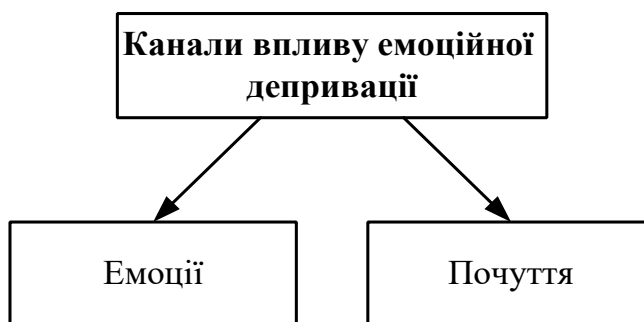 Канали впливу емоційної
депривації
Емоції
Почуття